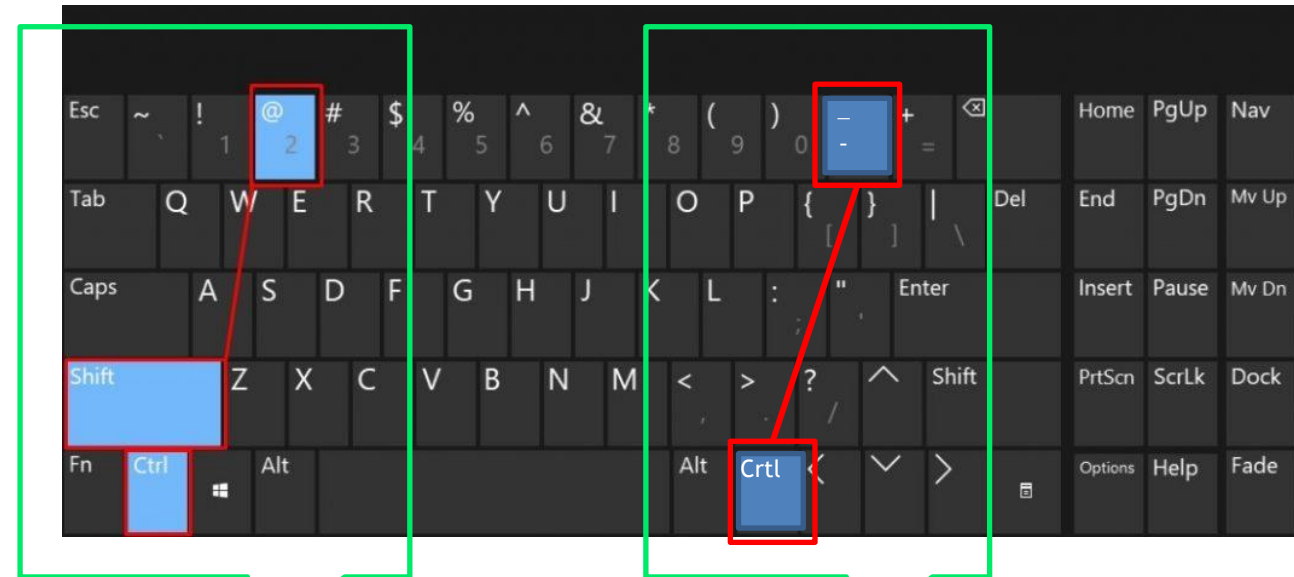 Esc ~ ` ! 1 @ 2 # 3 $ 4 % 5 ^ 6 & 7 * 8 ( 9 ) 0 _ - + = Home PgUp Nav
Tab Q W E R T Y U I O P { [ } ] | \ Del End PgDn Mv Up
Caps A S D F G H J K L : ; " ' Enter Insert Pause Mv Dn
Shift Z X C V B N M < , > . ? / Shift PrtScn ScrLk Dock
Fn Ctrl Alt Alt Crtl Options Help Fade